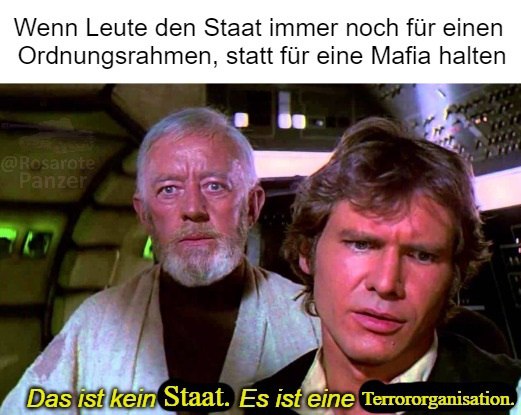 Wenn Leute den Staat immer noch für einen
Ordnungsrahmen, statt für eine Mafia halten
@Rosarote
Panzer
Das ist kein Staat. Es ist eine Terrororganisation.